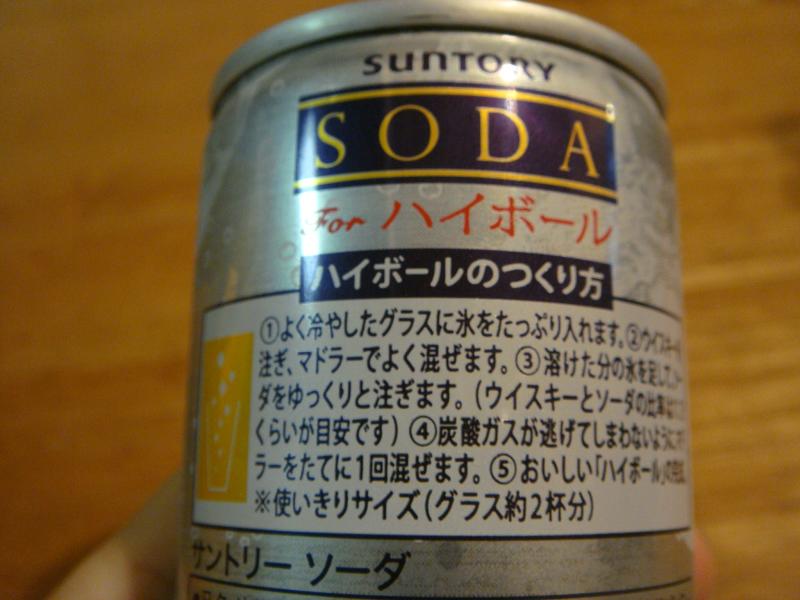 SUNTORY
SODA
For ハイボール
ハイボールのつくり方
①よく冷やしたグラスに氷をたっぷり入れます。②ウイスキー
注ぎ、マドラーでよく混ぜます。③溶けた分の氷を足して、
ダをゆっくりと注ぎます。(ウイスキーとソーダの比率は
くらいが目安です) ④炭酸ガスが逃げてしまわないように
ラーをたてに1回混ぜます。⑤おいしい「ハイボール」の
※使いきりサイズ(グラス約2杯分)
サントリー ソーダ